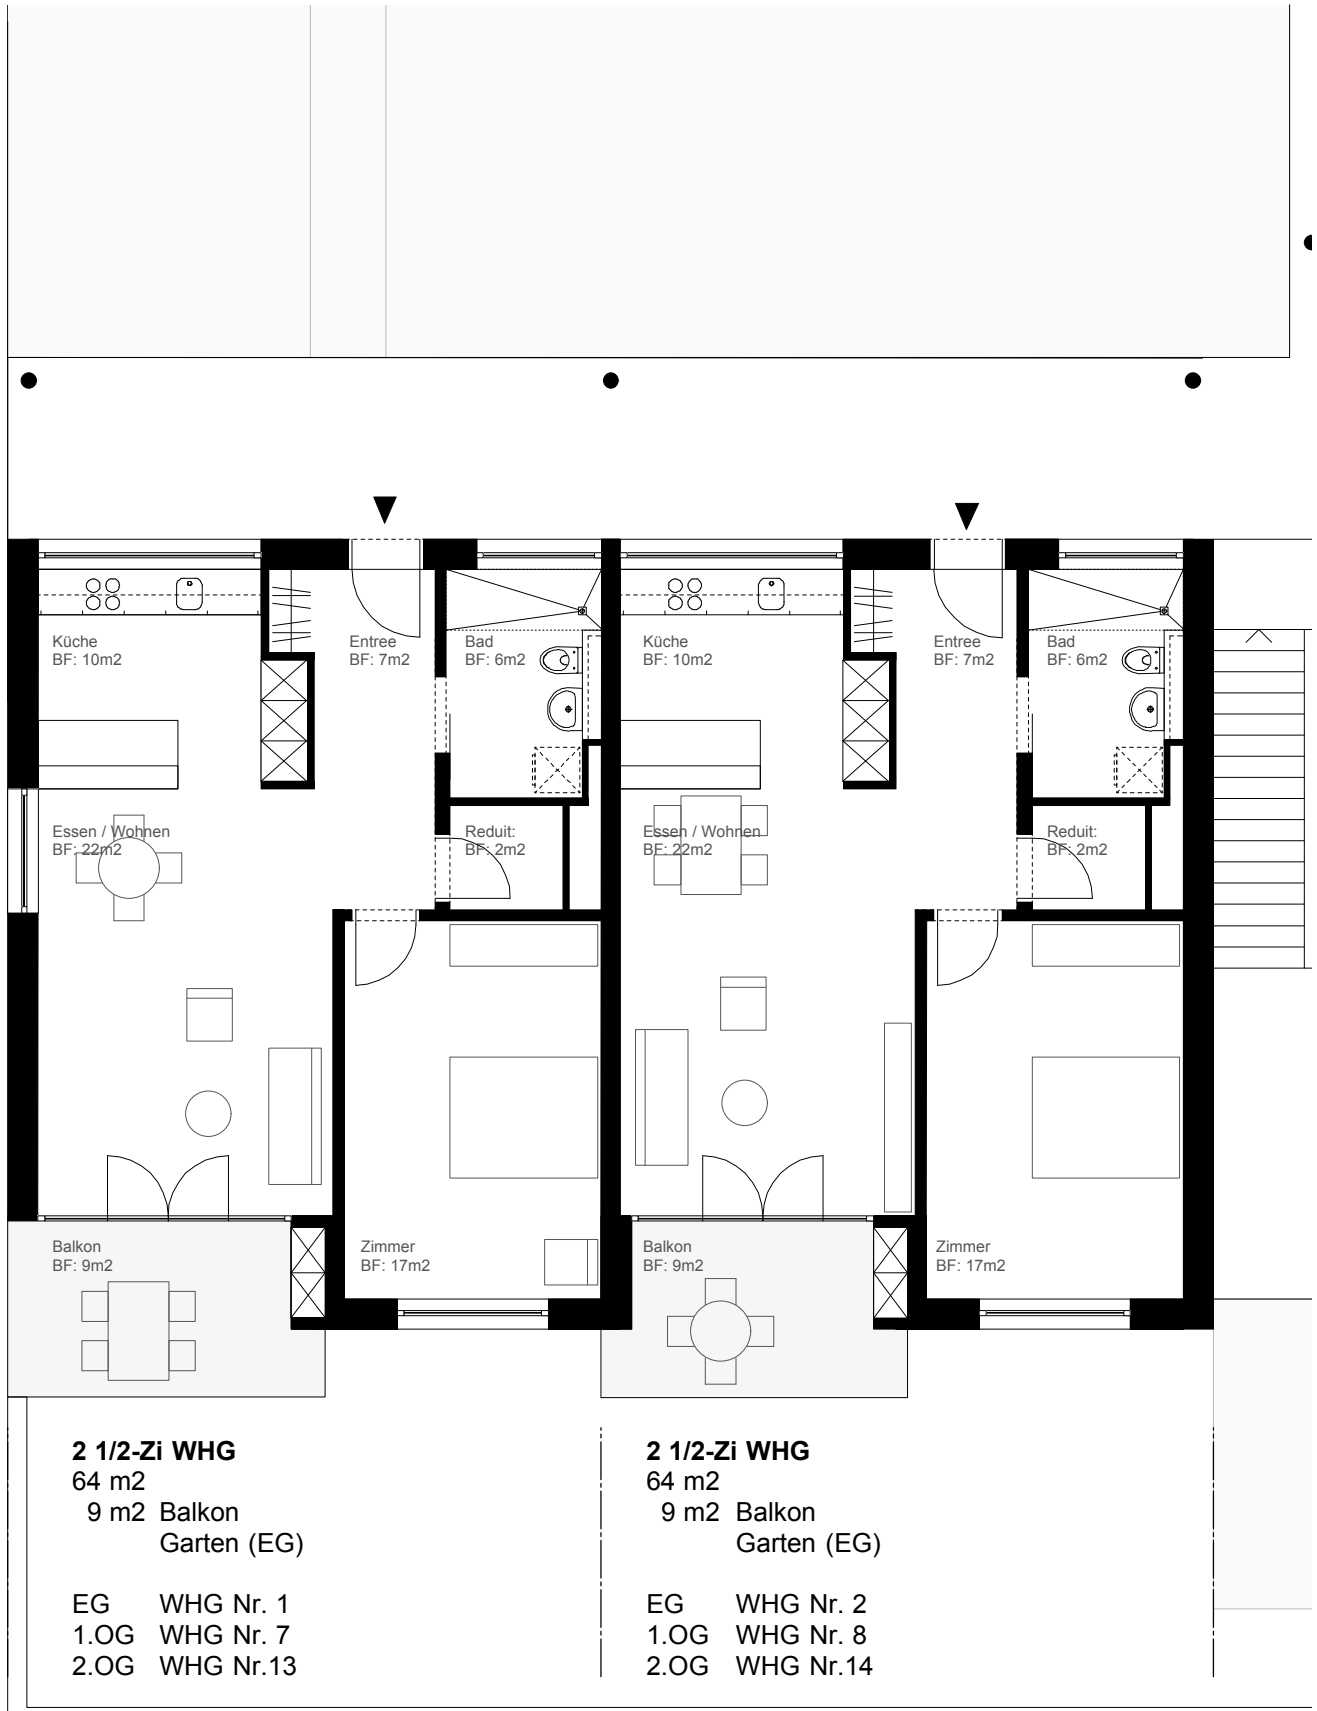 Küche
BF: 10m2
Entree
BF: 7m2
Bad
BF: 6m2
Essen / Wohnen
BF: 22m2
Reduit:
BF: 2m2
Balkon
BF: 9m2
Zimmer
BF: 17m2
Küche
BF: 10m2
Entree
BF: 7m2
Bad
BF: 6m2
Essen / Wohnen
BF: 22m2
Reduit:
BF: 2m2
Balkon
BF: 9m2
Zimmer
BF: 17m2
2 1/2-Zi WHG
64 m2
9 m2 Balkon
Garten (EG)
EG WHG Nr. 1
1.OG WHG Nr. 7
2.OG WHG Nr.13
2 1/2-Zi WHG
64 m2
9 m2 Balkon
Garten (EG)
EG WHG Nr. 2
1.OG WHG Nr. 8
2.OG WHG Nr.14